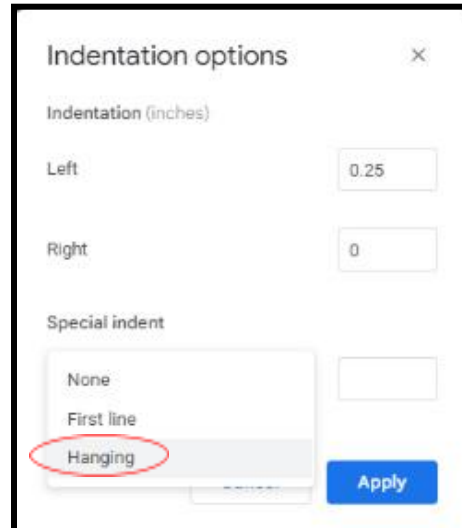 Indentation options ×
Indentation (inches)
Left 0.25
Right 0
Special indent
None
First line
Hanging
Apply